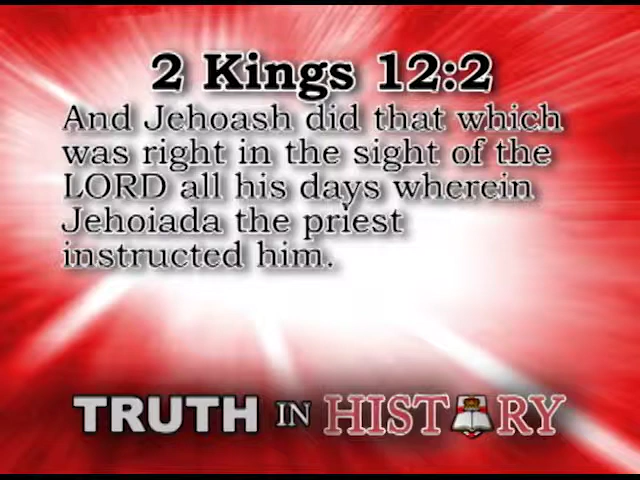 2 Kings 12:2
And Jehoash did that which
was right in the sight of the
LORD all his days wherein
Jehoiada the priest
instructed him.
TRUTH IN HISTORY